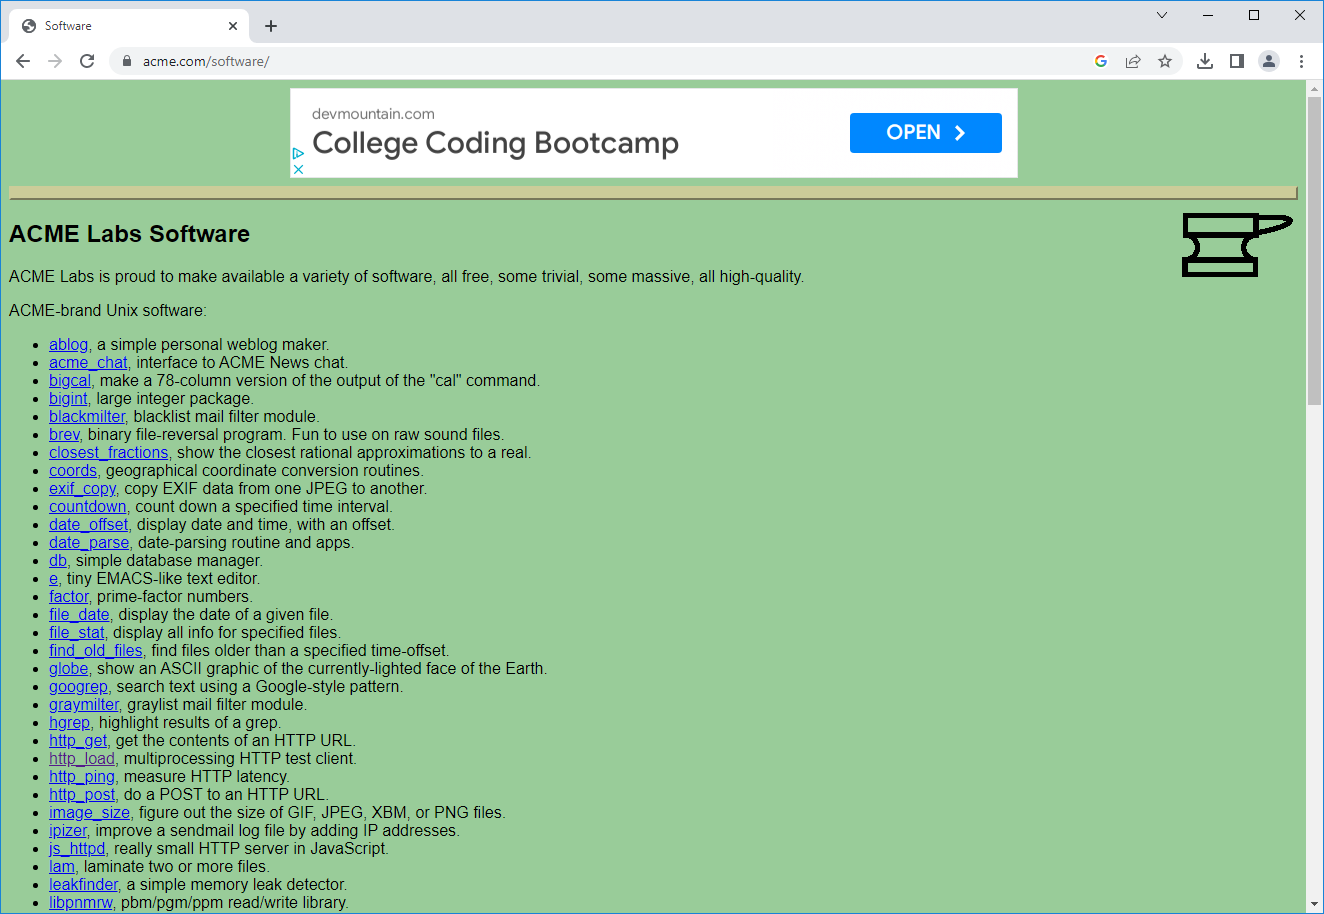 Software
acme.com/software/
devmountain.com
College Coding Bootcamp
OPEN
ACME Labs Software
ACME Labs is proud to make available a variety of software, all free, some trivial, some massive, all high-quality.
ACME-brand Unix software:
ablog, a simple personal weblog maker.
acme_chat, interface to ACME News chat.
bigcal, make a 78-column version of the output of the "cal" command.
bigint, large integer package.
blackmilter, blacklist mail filter module.
brev, binary file-reversal program. Fun to use on raw sound files.
closest_fractions, show the closest rational approximations to a real.
coords, geographical coordinate conversion routines.
exif_copy, copy EXIF data from one JPEG to another.
countdown, count down a specified time interval.
date_offset, display date and time, with an offset.
date_parse, date-parsing routine and apps.
db, simple database manager.
e, tiny EMACS-like text editor.
factor, prime-factor numbers.
file_date, display the date of a given file.
file_stat, display all info for specified files.
find_old_files, find files older than a specified time-offset.
globe, show an ASCII graphic of the currently-lighted face of the Earth.
googrep, search text using a Google-style pattern.
graymilter, graylist mail filter module.
hgrep, highlight results of a grep.
http_get, get the contents of an HTTP URL.
http_load, multiprocessing HTTP test client.
http_ping, measure HTTP latency.
http_post, do a POST to an HTTP URL.
image_size, figure out the size of GIF, JPEG, XBM, or PNG files.
ipizer, improve a sendmail log file by adding IP addresses.
js_httpd, really small HTTP server in JavaScript.
lam, laminate two or more files.
leakfinder, a simple memory leak detector.
libpnmrw, pbm/pgm/ppm read/write library.